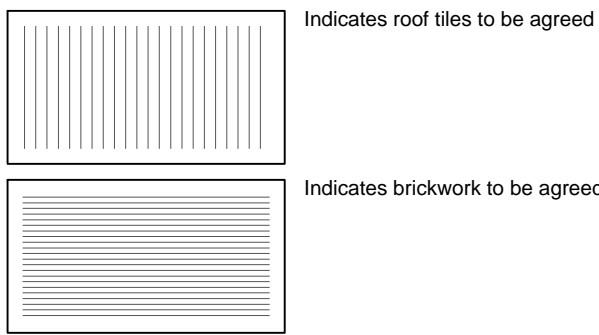 Indicates roof tiles to be agreed
Indicates brickwork to be agreed